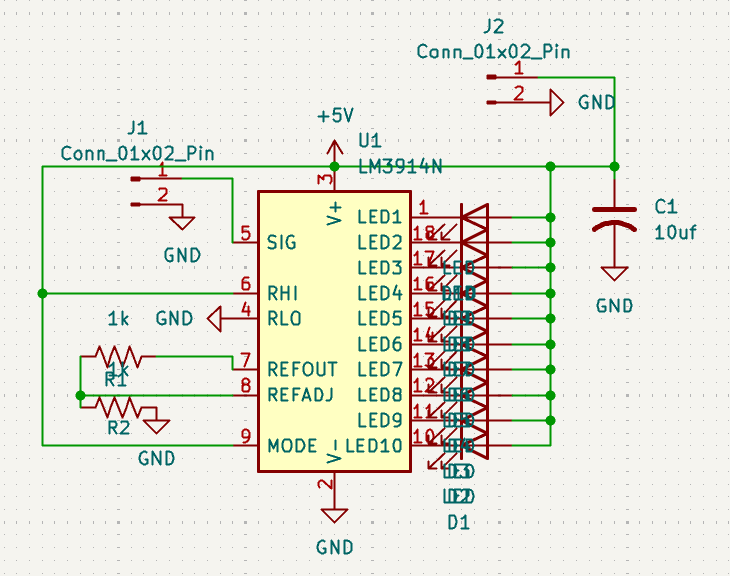 J2
Conn_01x02_Pin
1
2
GND
+5V
J1
Conn_01x02_Pin
1
2
GND
U1
LM3914N
3
V+
5
SIG
6
RHI
GND
4
RLO
1k
7
REFOUT
1k
R1
8
REFADJ
R2
GND
9
MODE
V-
2
GND
LED1
1
LED2
18
LED3
17
LED4
16
LED5
15
LED6
14
LED7
13
LED8
12
LED9
11
LED10
10
LED
D1
C1
10uf
GND